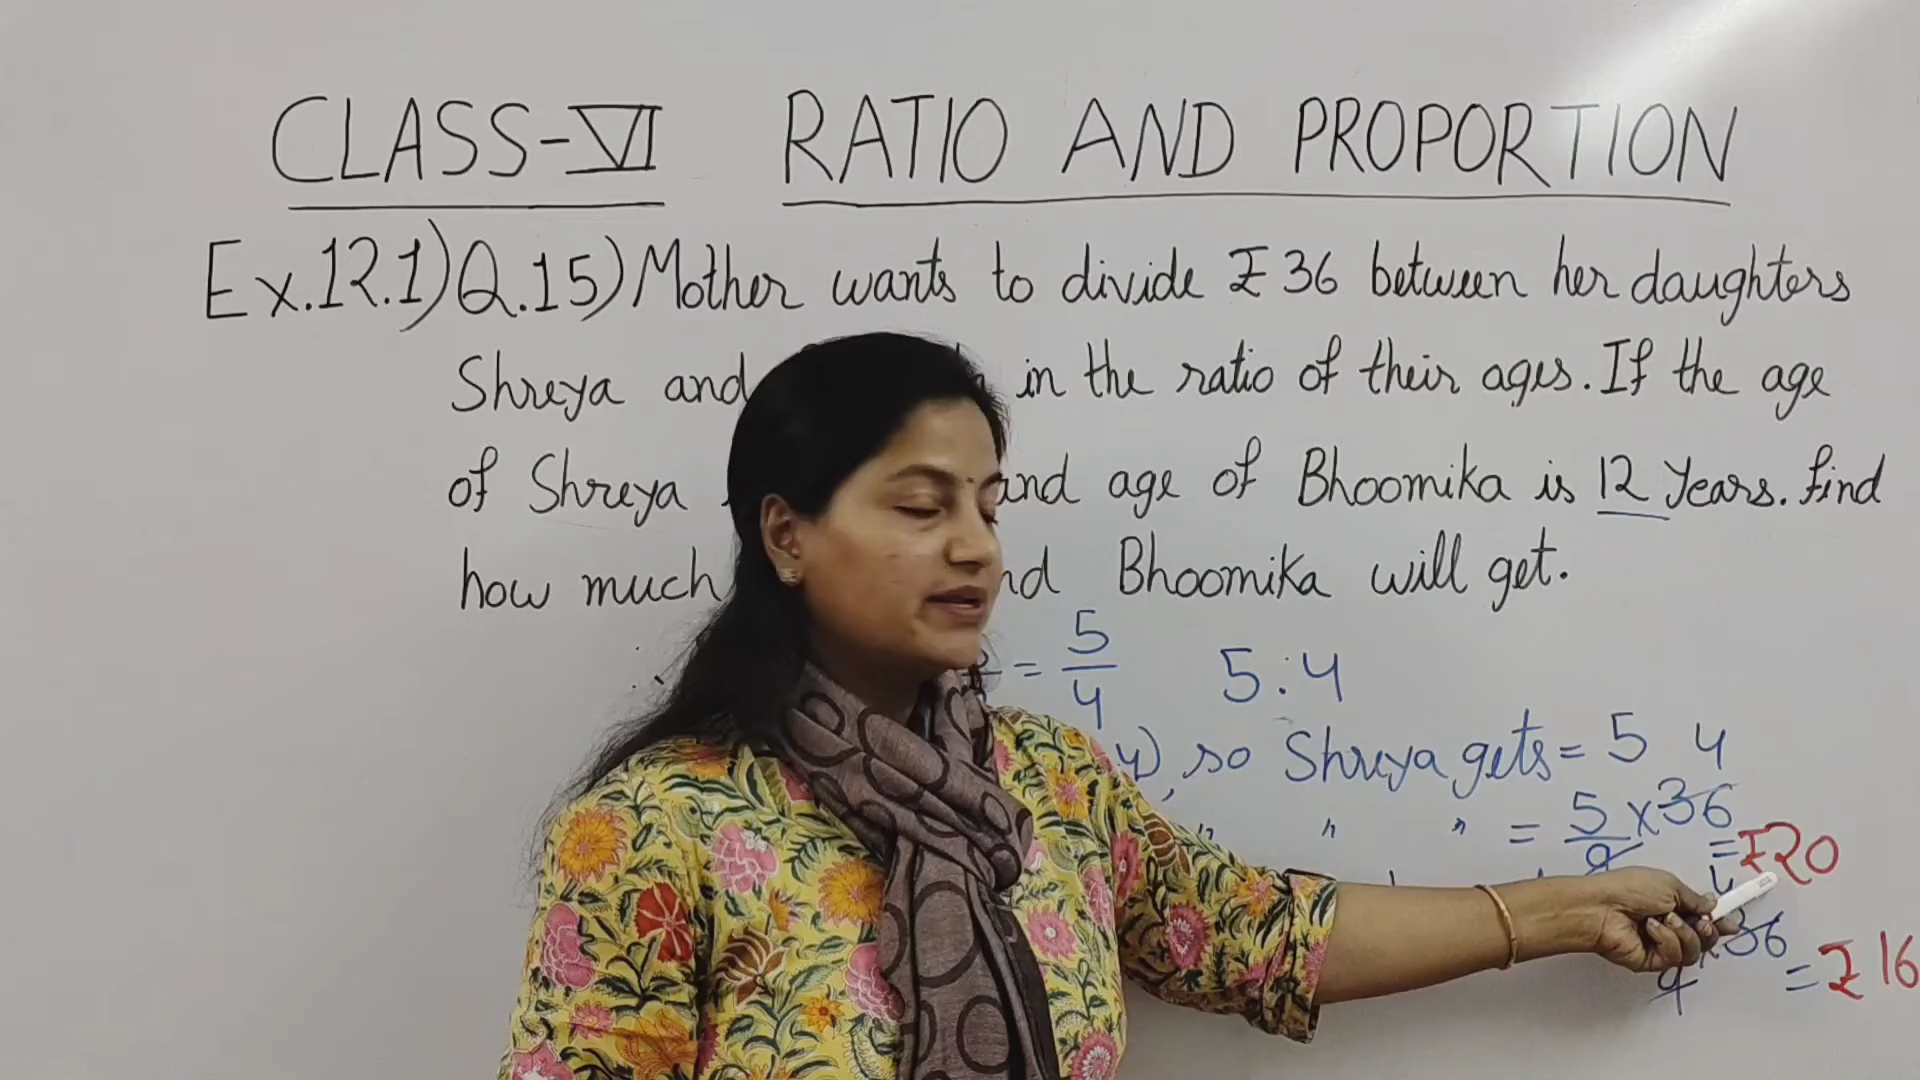 CLASS-VI RATIO AND PROPORTION
Ex.12.1) Q.15) Mother wants to divide ₹36 between her daughters
Shreya and in the ratio of their ages. If the age
of Shreya and age of Bhoomika is 12 Years. find
how much Bhoomika will get.
= 5/4 5:4
4), so Shreya gets = 5 4
" " " = 5/9 x 36
= ₹20
9 x 36
= ₹16